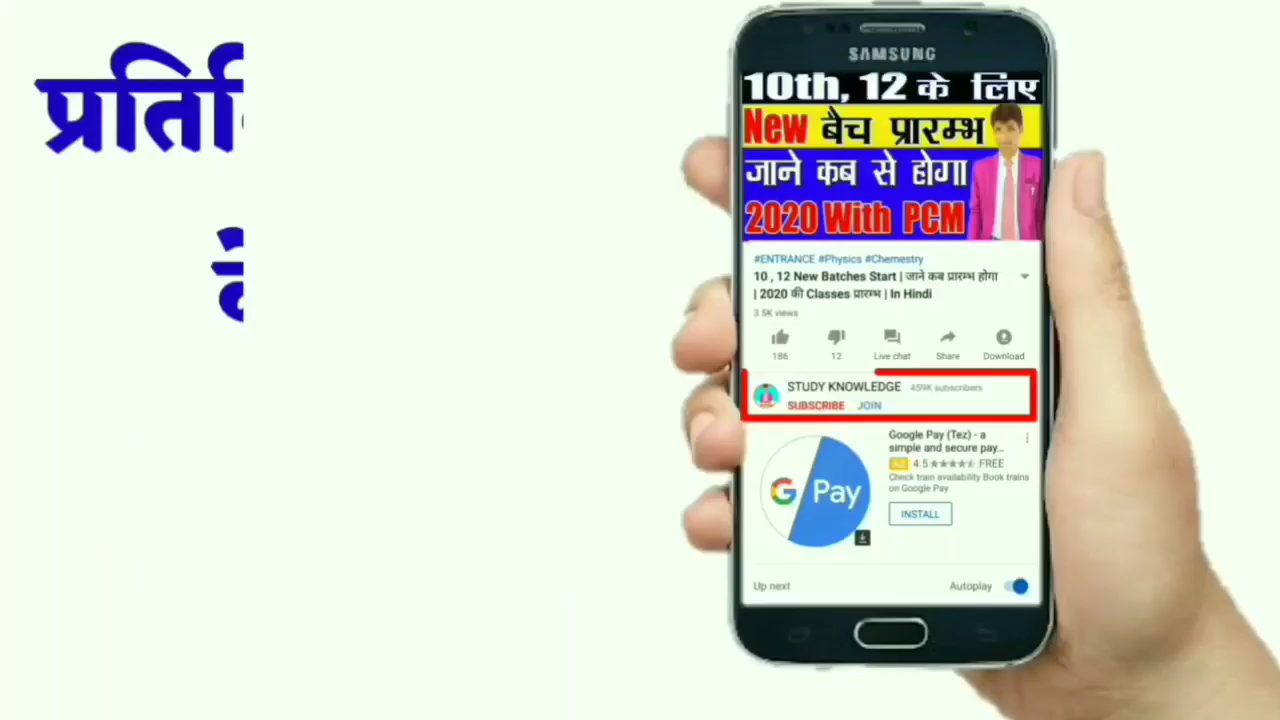 SAMSUNG
10th, 12 के लिए
New बैच प्रारम्भ
जाने कब से होगा
2020 With PCM
#ENTRANCE #Physics #Chemestry
10 , 12 New Batches Start | जाने कब प्रारम्भ होगा
| 2020 की Classes प्रारम्भ | In Hindi
3.5K views
186 12 Live chat Share Download
STUDY KNOWLEDGE 459K subscribers
SUBSCRIBE JOIN
Google Pay (Tez) - a
simple and secure pay...
Ad 4.5 FREE
Check train availability Book trains
on Google Pay
G Pay
INSTALL
Up next Autoplay